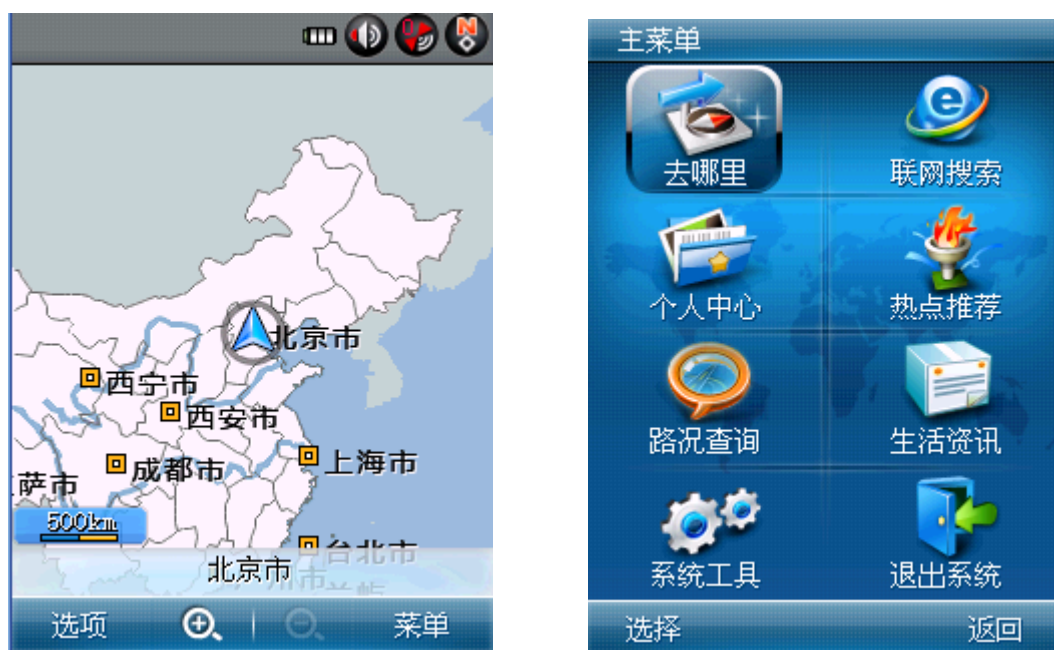 北京市
西宁市
西安市
成都市
上海市
萨市
500km
台北市
北京市
选项
菜单
主菜单
去哪里
联网搜索
个人中心
热点推荐
路况查询
生活资讯
系统工具
退出系统
选择
返回